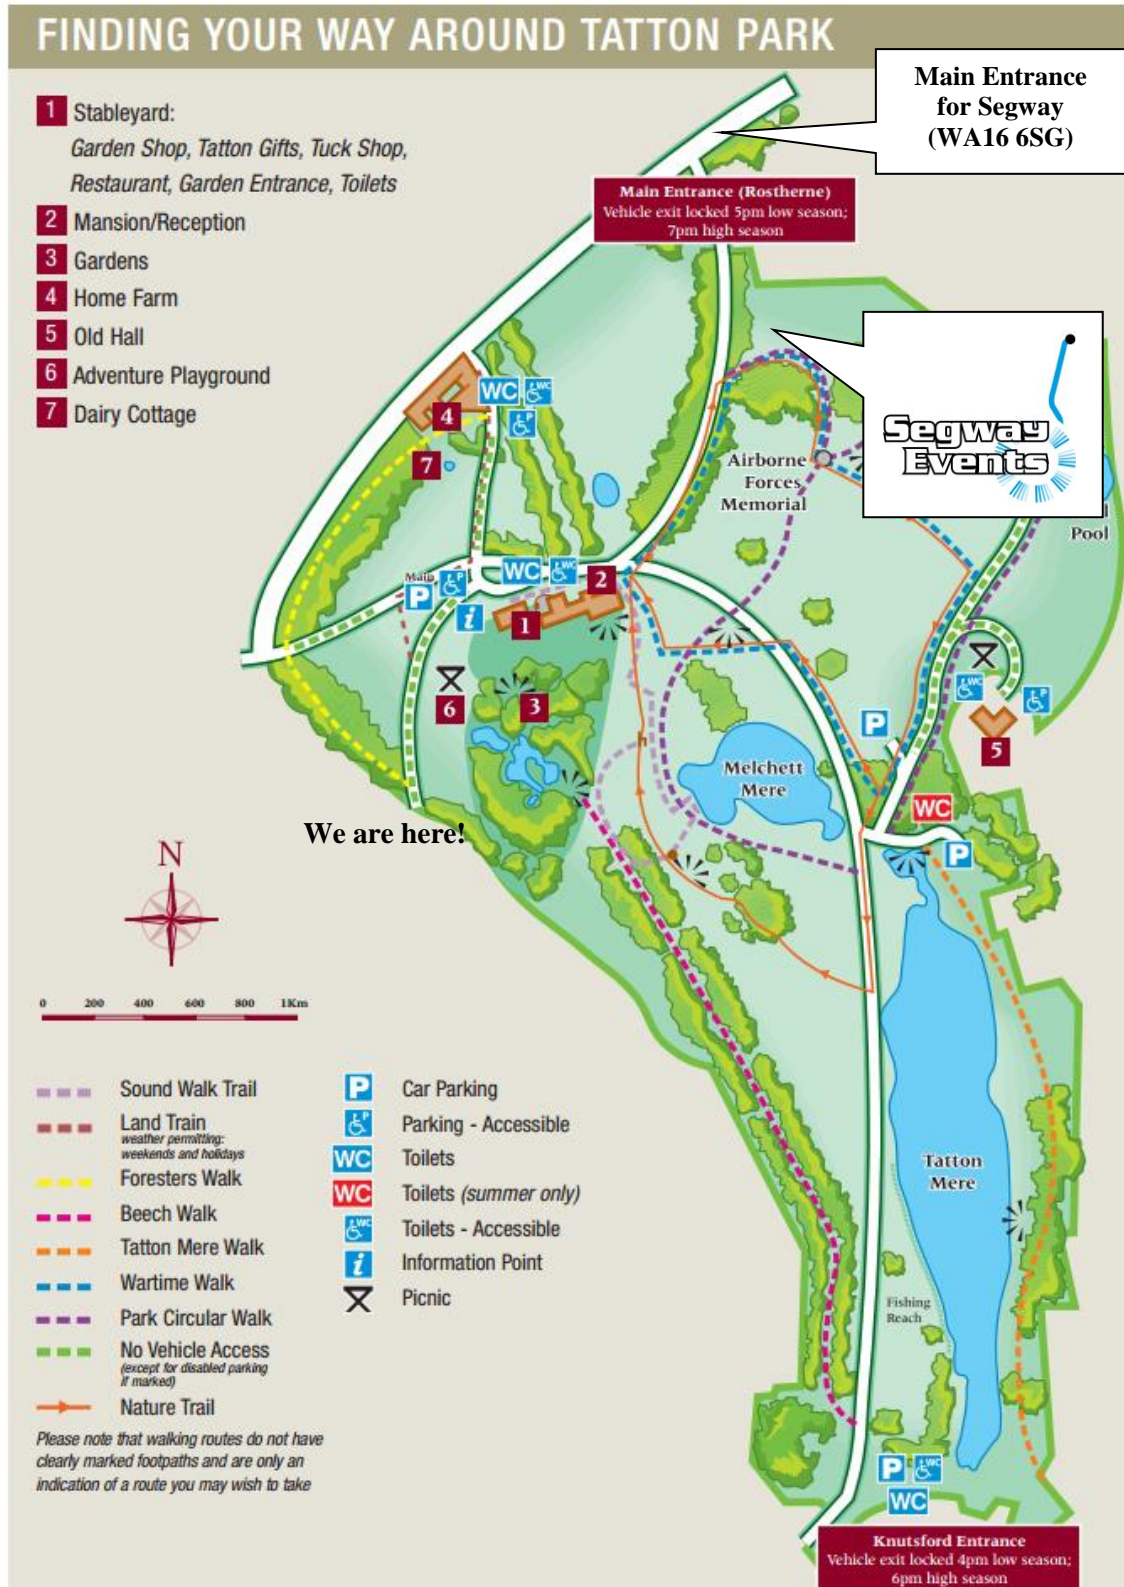 FINDING YOUR WAY AROUND TATTON PARK
Main Entrance
for Segway
(WA16 6SG)
1 Stableyard:
Garden Shop, Tatton Gifts, Tuck Shop,
Restaurant, Garden Entrance, Toilets
2 Mansion/Reception
3 Gardens
4 Home Farm
5 Old Hall
6 Adventure Playground
7 Dairy Cottage
Main Entrance (Rostherne)
Vehicle exit locked 5pm low season;
7pm high season
Segway
Events
WC
WC
P
4
7
Airborne
Forces
Memorial
Pool
Main
P
P
WC
WC
2
i
1
6
3
WC
P
P
5
Melchett
Mere
WC
P
We are here!
N
0 200 400 600 800 1Km
Sound Walk Trail
Land Train
weather permitting:
weekends and holidays
Foresters Walk
Beech Walk
Tatton Mere Walk
Wartime Walk
Park Circular Walk
No Vehicle Access
(except for disabled parking
if marked)
Nature Trail
Please note that walking routes do not have
clearly marked footpaths and are only an
indication of a route you may wish to take
P Car Parking
P Parking - Accessible
WC Toilets
WC Toilets (summer only)
WC Toilets - Accessible
i Information Point
Picnic
Tatton
Mere
Fishing
Reach
P
WC
WC
Knutsford Entrance
Vehicle exit locked 4pm low season;
6pm high season